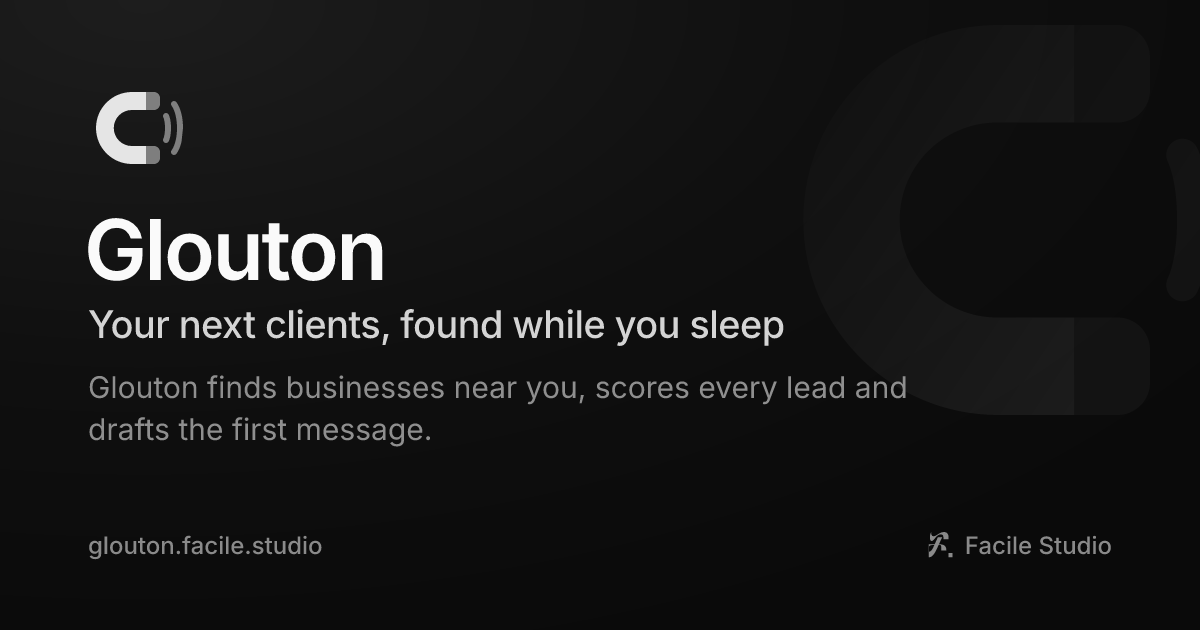 Glouton
Your next clients, found while you sleep
Glouton finds businesses near you, scores every lead and
drafts the first message.
glouton.facile.studio
Facile Studio